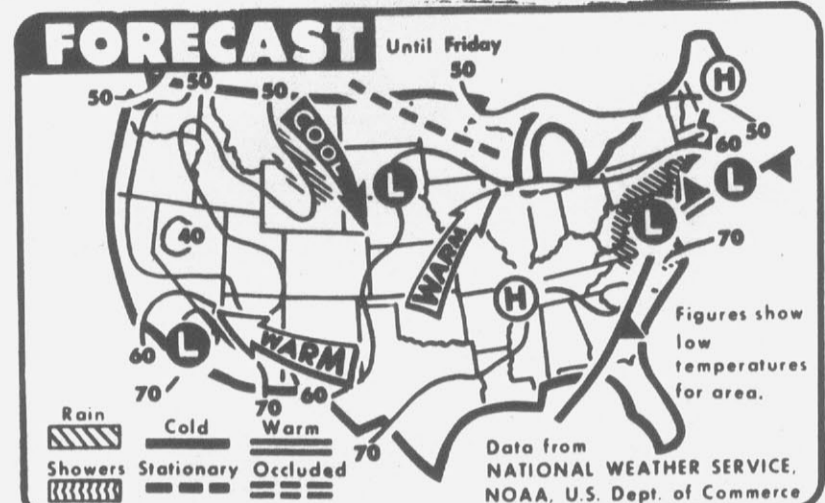 FORECAST
Until Friday
50
50
50
50
COOL
H
50
60
L
L
L
40
WARM
70
H
Figures show
low
temperatures
for area.
60
L
WARM
70
70
60
70
Rain
Cold
Warm
Showers
Stationary
Occluded
Data from
NATIONAL WEATHER SERVICE,
NOAA, U.S. Dept. of Commerce